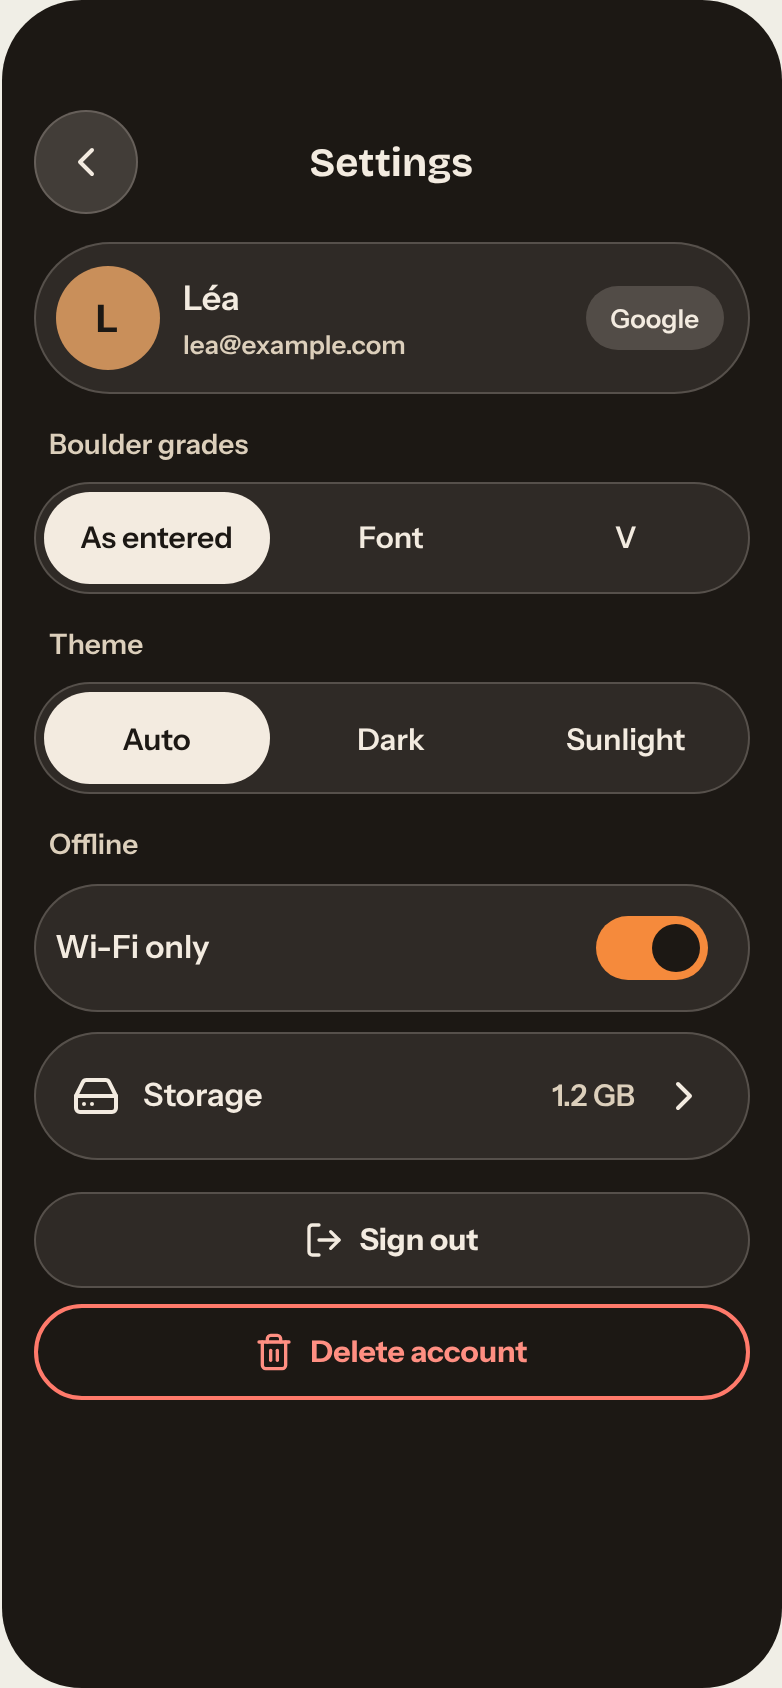 Settings
L
Léa
lea@example.com
Google
Boulder grades
As entered
Font
V
Theme
Auto
Dark
Sunlight
Offline
Wi-Fi only
Storage
1.2 GB
Sign out
Delete account